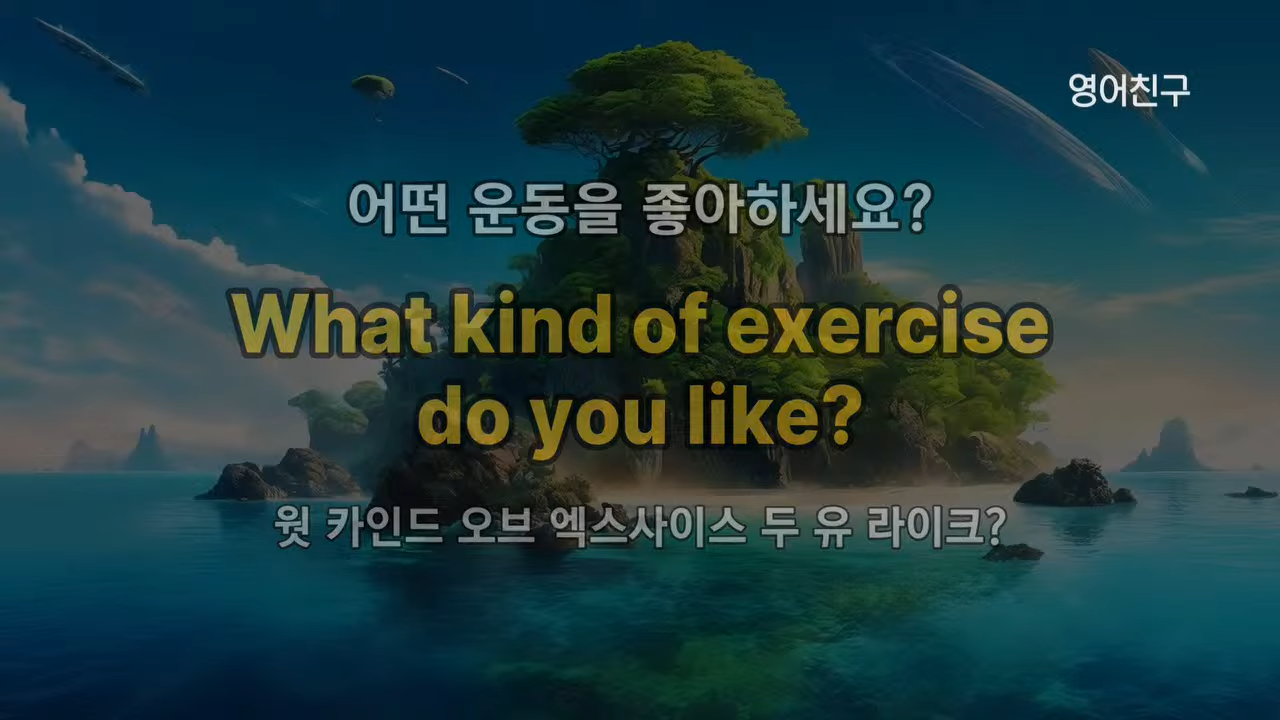 영어친구
어떤 운동을 좋아하세요?
What kind of exercise
do you like?
웟 카인드 오브 엑스사이스 두 유 라이크?